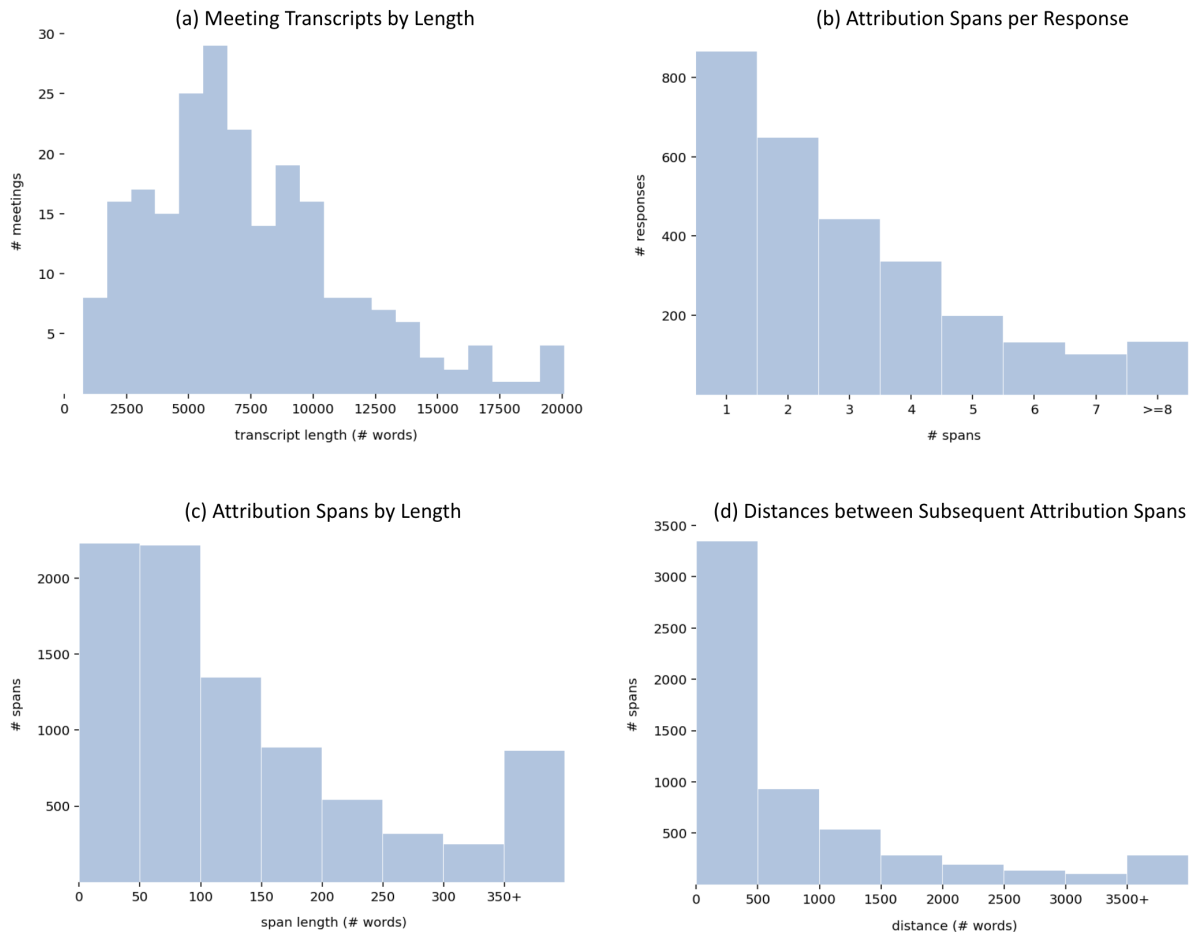 (a) Meeting Transcripts by Length
30
25
20
15
10
5
# meetings
0 2500 5000 7500 10000 12500 15000 17500 20000
transcript length (# words)
(b) Attribution Spans per Response
800
600
400
200
# responses
1 2 3 4 5 6 7 >=8
# spans
(c) Attribution Spans by Length
2000
1500
1000
500
# spans
0 50 100 150 200 250 300 350+
span length (# words)
(d) Distances between Subsequent Attribution Spans
3500
3000
2500
2000
1500
1000
500
# spans
0 500 1000 1500 2000 2500 3000 3500+
distance (# words)